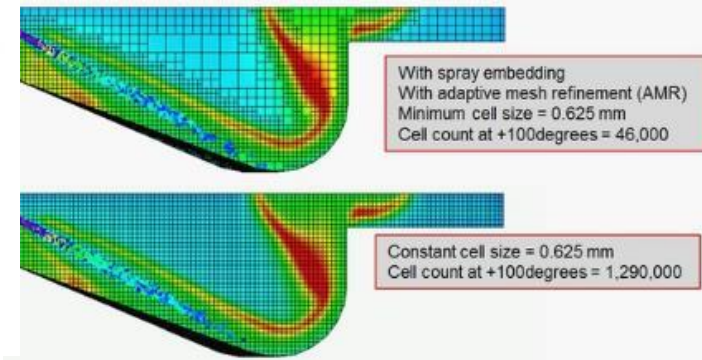 With spray embedding
With adaptive mesh refinement (AMR)
Minimum cell size = 0.625 mm
Cell count at +100degrees = 46,000
Constant cell size = 0.625 mm
Cell count at +100degrees = 1,290,000